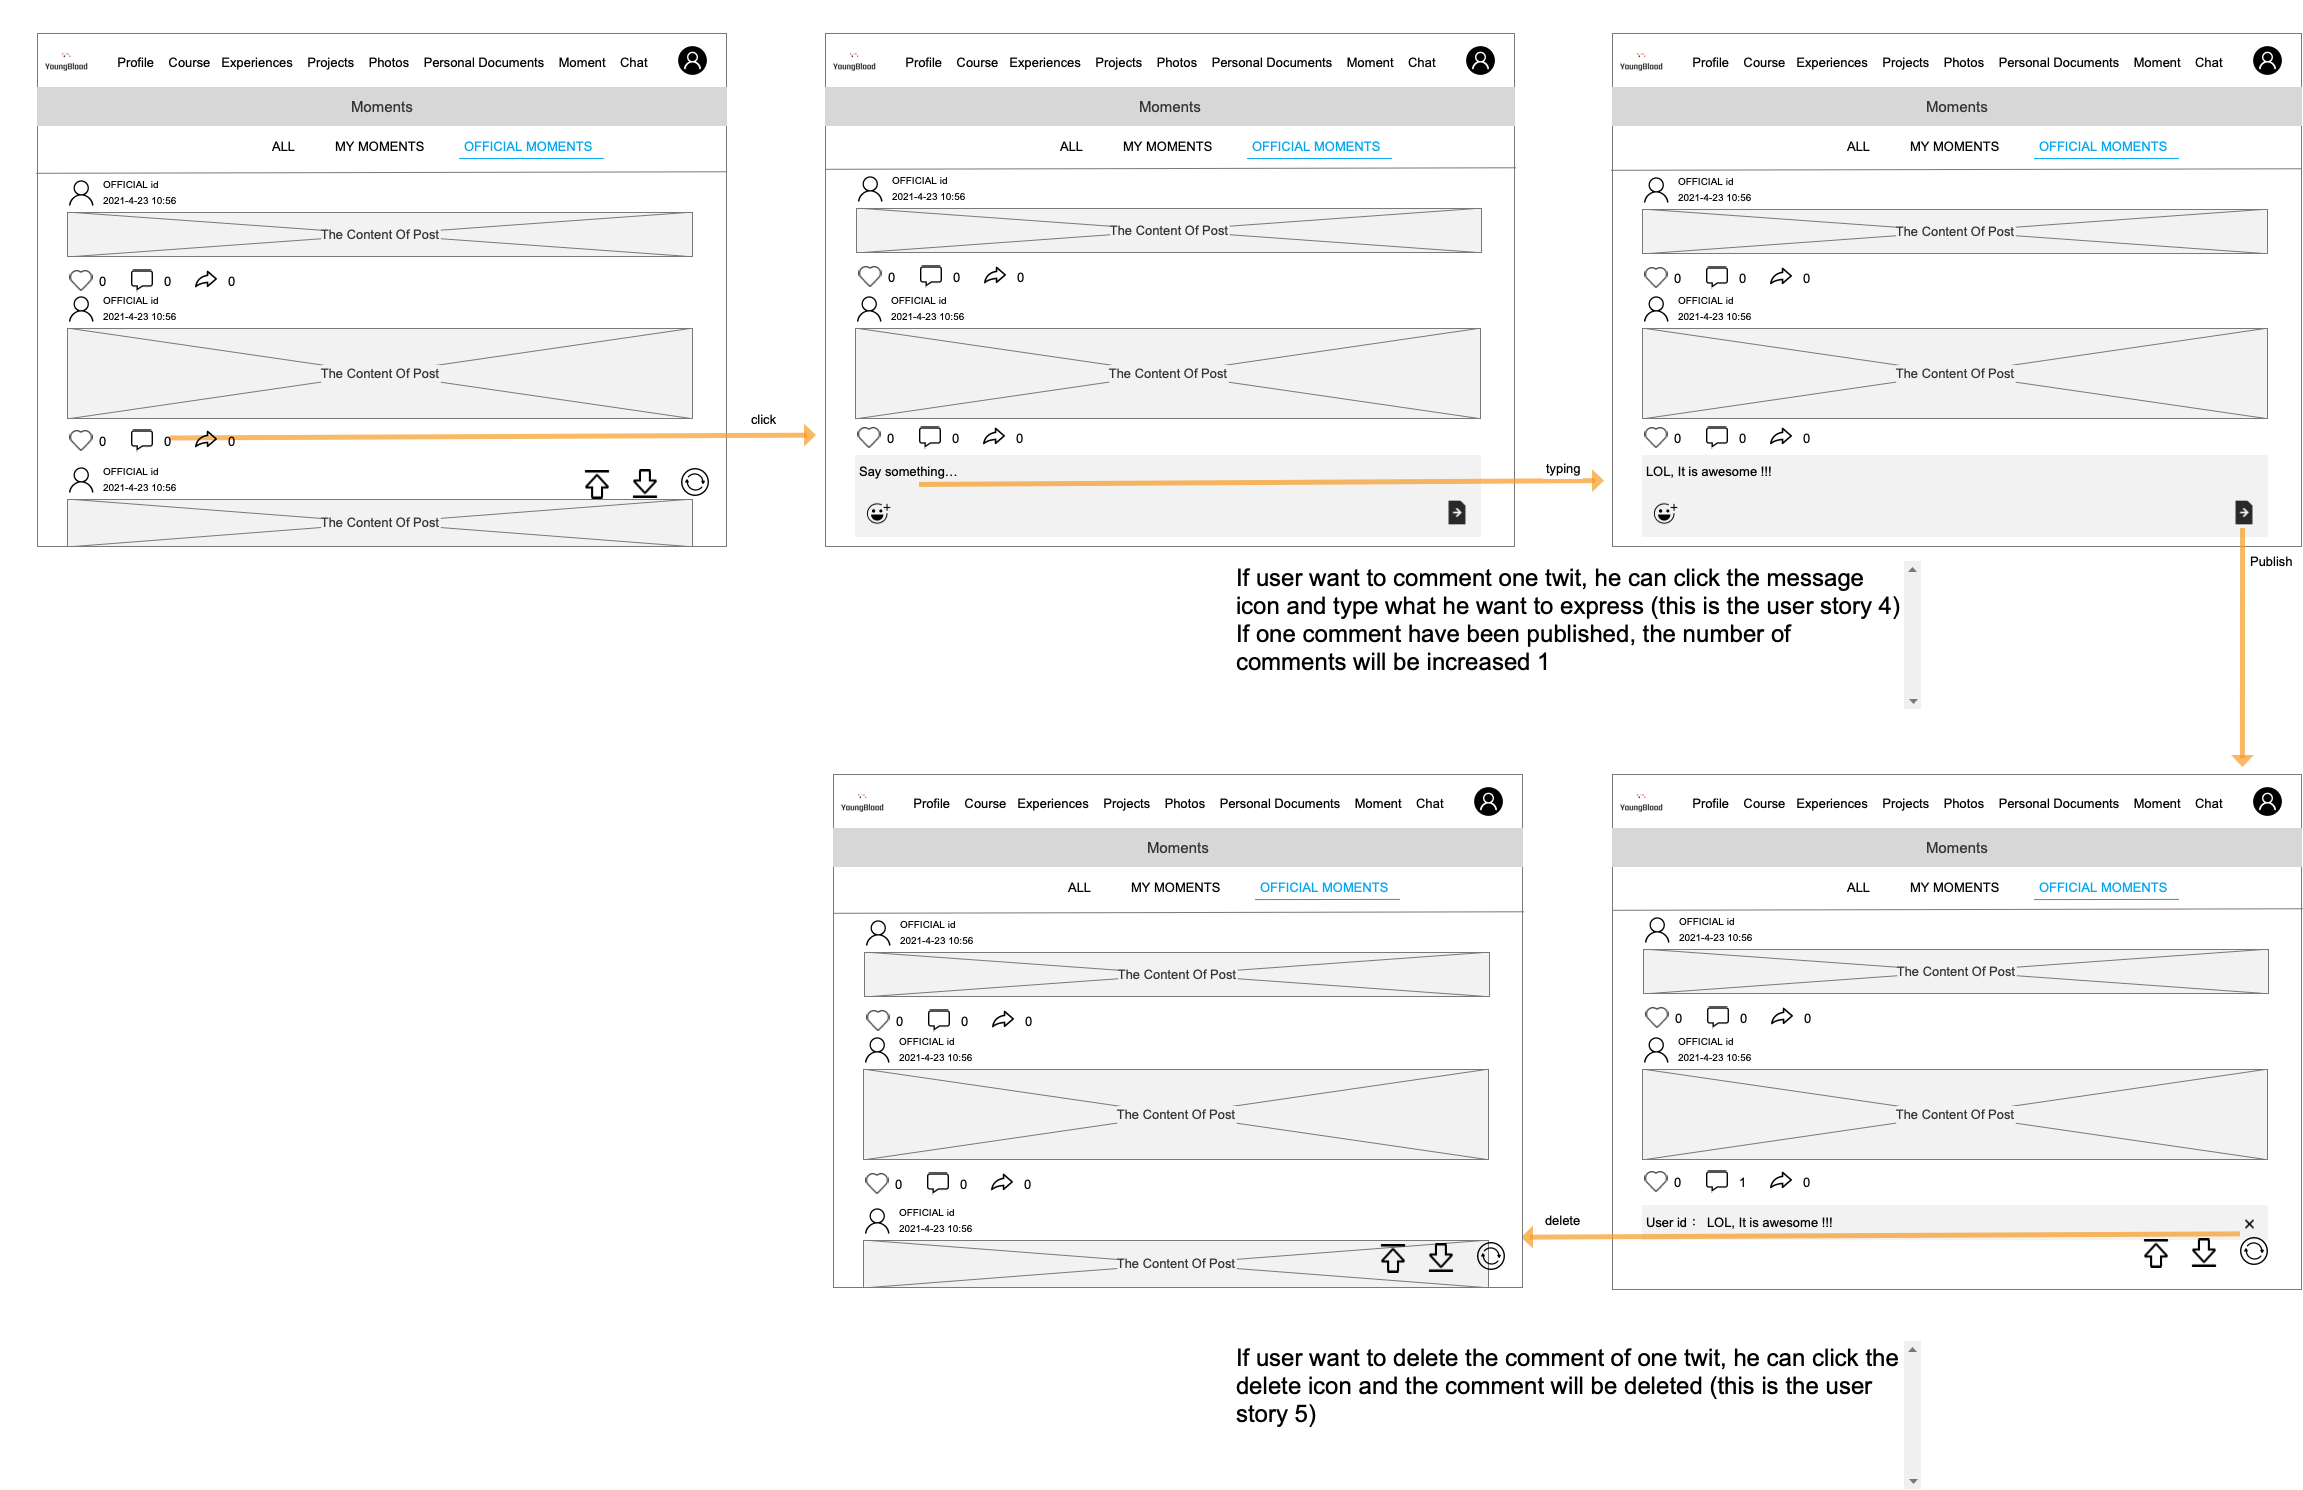 YoungBlood
Profile Course Experiences Projects Photos Personal Documents Moment Chat
Moments
ALL MY MOMENTS OFFICIAL MOMENTS
OFFICIAL id
2021-4-23 10:56
The Content Of Post
0 0 0
OFFICIAL id
2021-4-23 10:56
The Content Of Post
0 0 0
OFFICIAL id
2021-4-23 10:56
The Content Of Post
click
YoungBlood
Profile Course Experiences Projects Photos Personal Documents Moment Chat
Moments
ALL MY MOMENTS OFFICIAL MOMENTS
OFFICIAL id
2021-4-23 10:56
The Content Of Post
0 0 0
OFFICIAL id
2021-4-23 10:56
The Content Of Post
0 0 0
Say something...
typing
YoungBlood
Profile Course Experiences Projects Photos Personal Documents Moment Chat
Moments
ALL MY MOMENTS OFFICIAL MOMENTS
OFFICIAL id
2021-4-23 10:56
The Content Of Post
0 0 0
OFFICIAL id
2021-4-23 10:56
The Content Of Post
0 0 0
LOL, It is awesome !!!
Publish
If user want to comment one twit, he can click the message
icon and type what he want to express (this is the user story 4)
If one comment have been published, the number of
comments will be increased 1
YoungBlood
Profile Course Experiences Projects Photos Personal Documents Moment Chat
Moments
ALL MY MOMENTS OFFICIAL MOMENTS
OFFICIAL id
2021-4-23 10:56
The Content Of Post
0 0 0
OFFICIAL id
2021-4-23 10:56
The Content Of Post
0 0 0
OFFICIAL id
2021-4-23 10:56
The Content Of Post
delete
YoungBlood
Profile Course Experiences Projects Photos Personal Documents Moment Chat
Moments
ALL MY MOMENTS OFFICIAL MOMENTS
OFFICIAL id
2021-4-23 10:56
The Content Of Post
0 0 0
OFFICIAL id
2021-4-23 10:56
The Content Of Post
0 1 0
User id： LOL, It is awesome !!!
If user want to delete the comment of one twit, he can click the
delete icon and the comment will be deleted (this is the user
story 5)